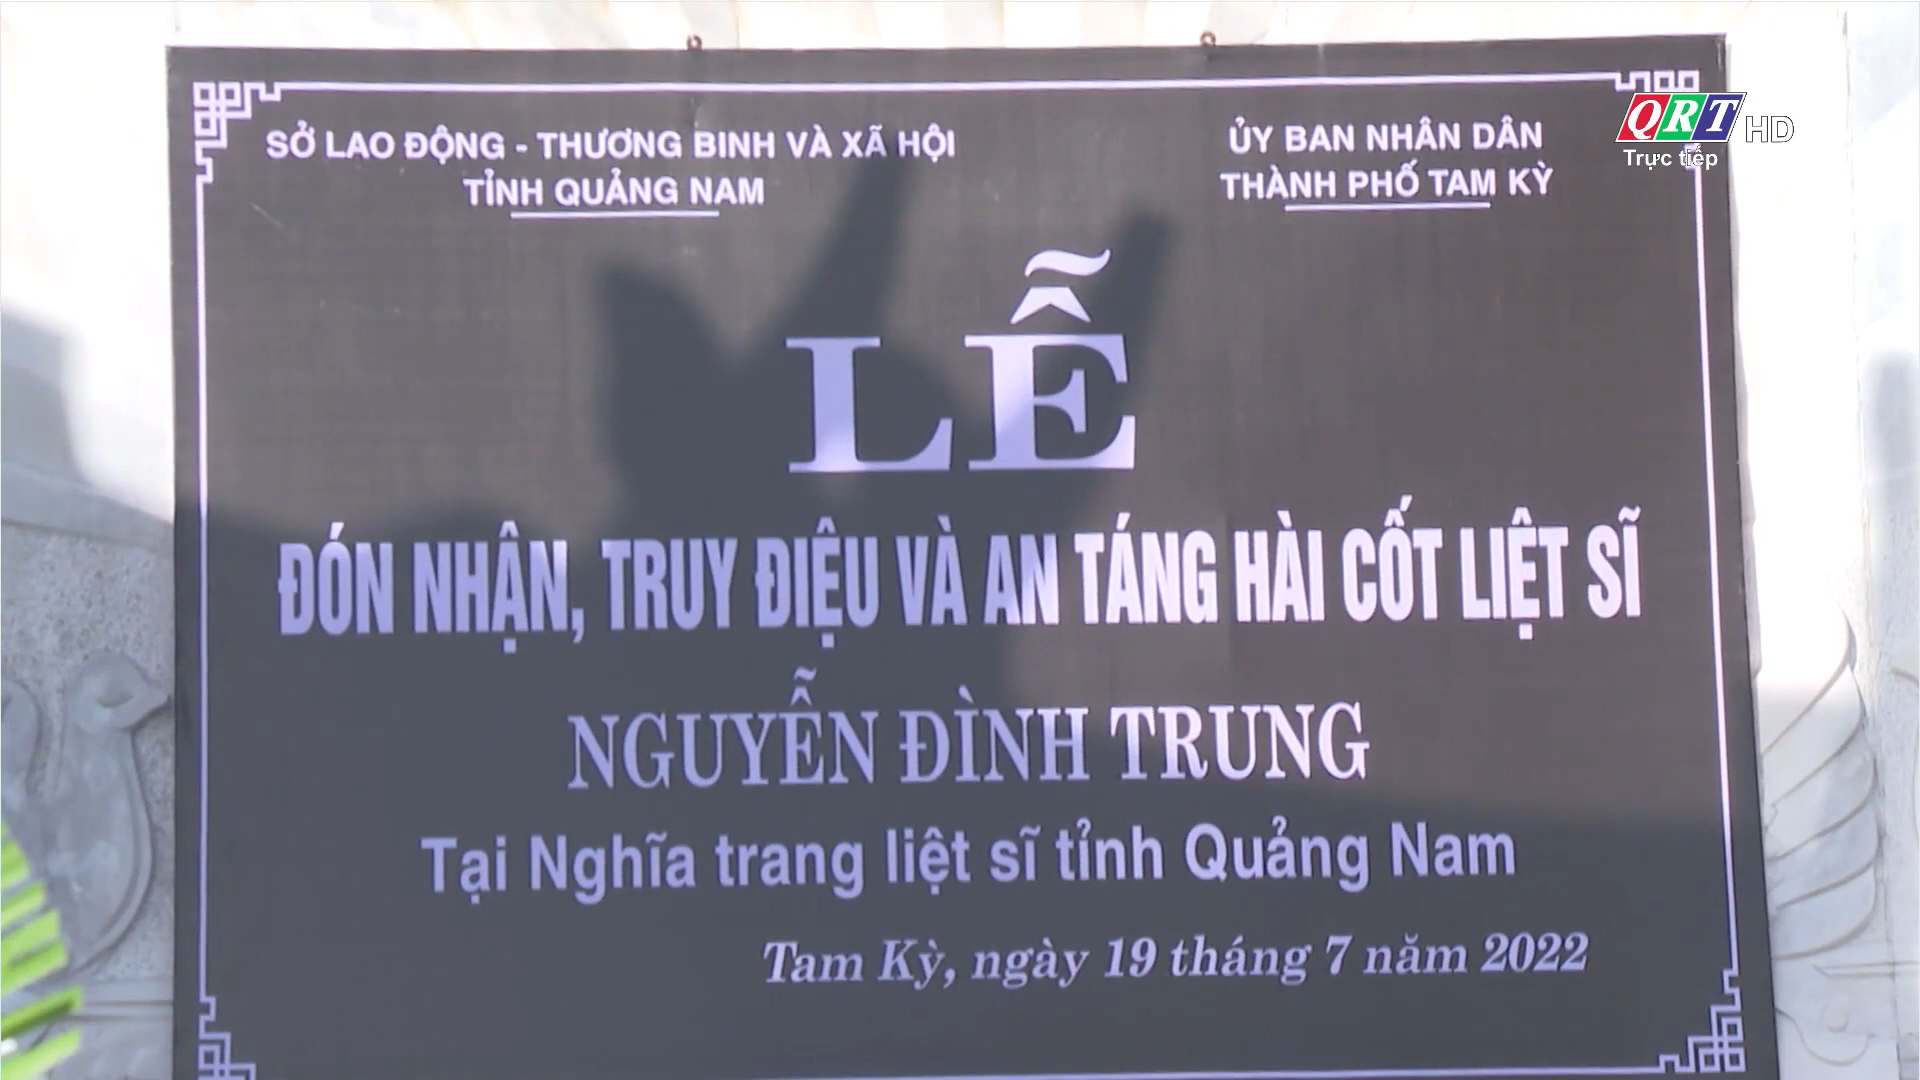 SỞ LAO ĐỘNG - THƯƠNG BINH VÀ XÃ HỘI
TỈNH QUẢNG NAM
ỦY BAN NHÂN DÂN
THÀNH PHỐ TAM KỲ
QRT HD
Trực tiếp
LỄ
ĐÓN NHẬN, TRUY ĐIỆU VÀ AN TÁNG HÀI CỐT LIỆT SĨ
NGUYỄN ĐÌNH TRUNG
Tại Nghĩa trang liệt sĩ tỉnh Quảng Nam
Tam Kỳ, ngày 19 tháng 7 năm 2022